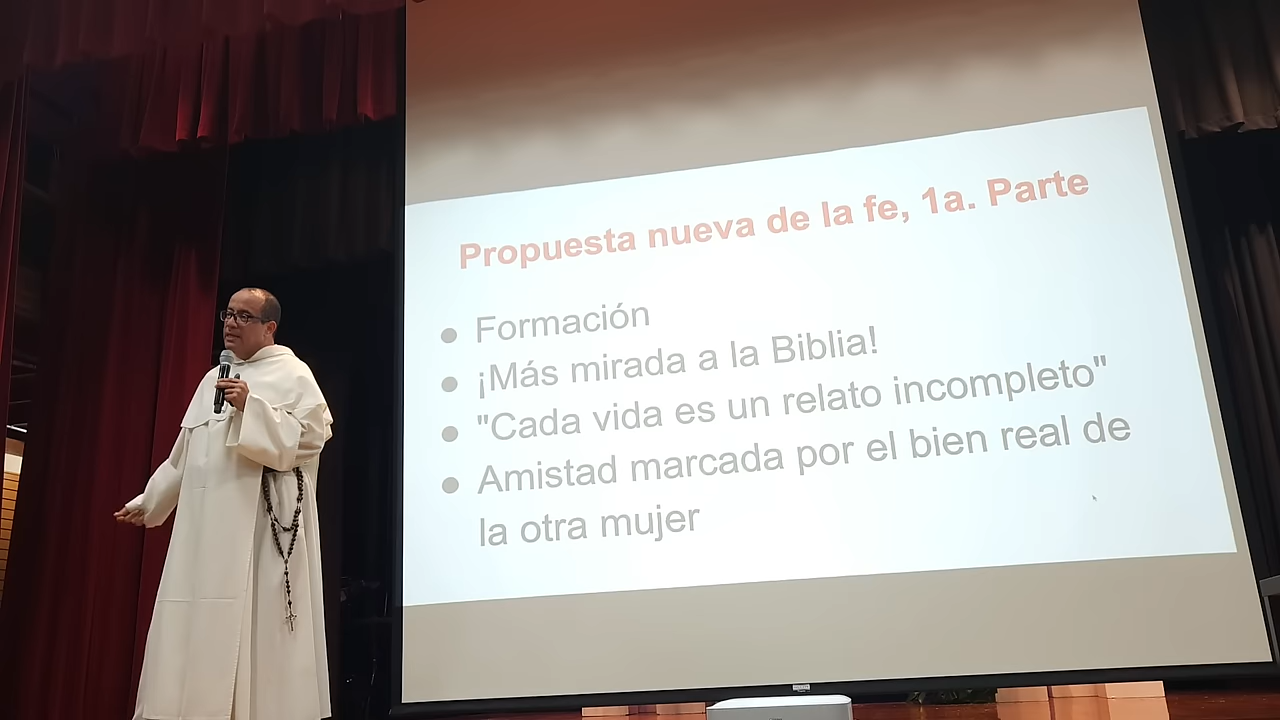 Propuesta nueva de la fe, 1a. Parte
● Formación
● ¡Más mirada a la Biblia!
● "Cada vida es un relato incompleto"
● Amistad marcada por el bien real de
la otra mujer